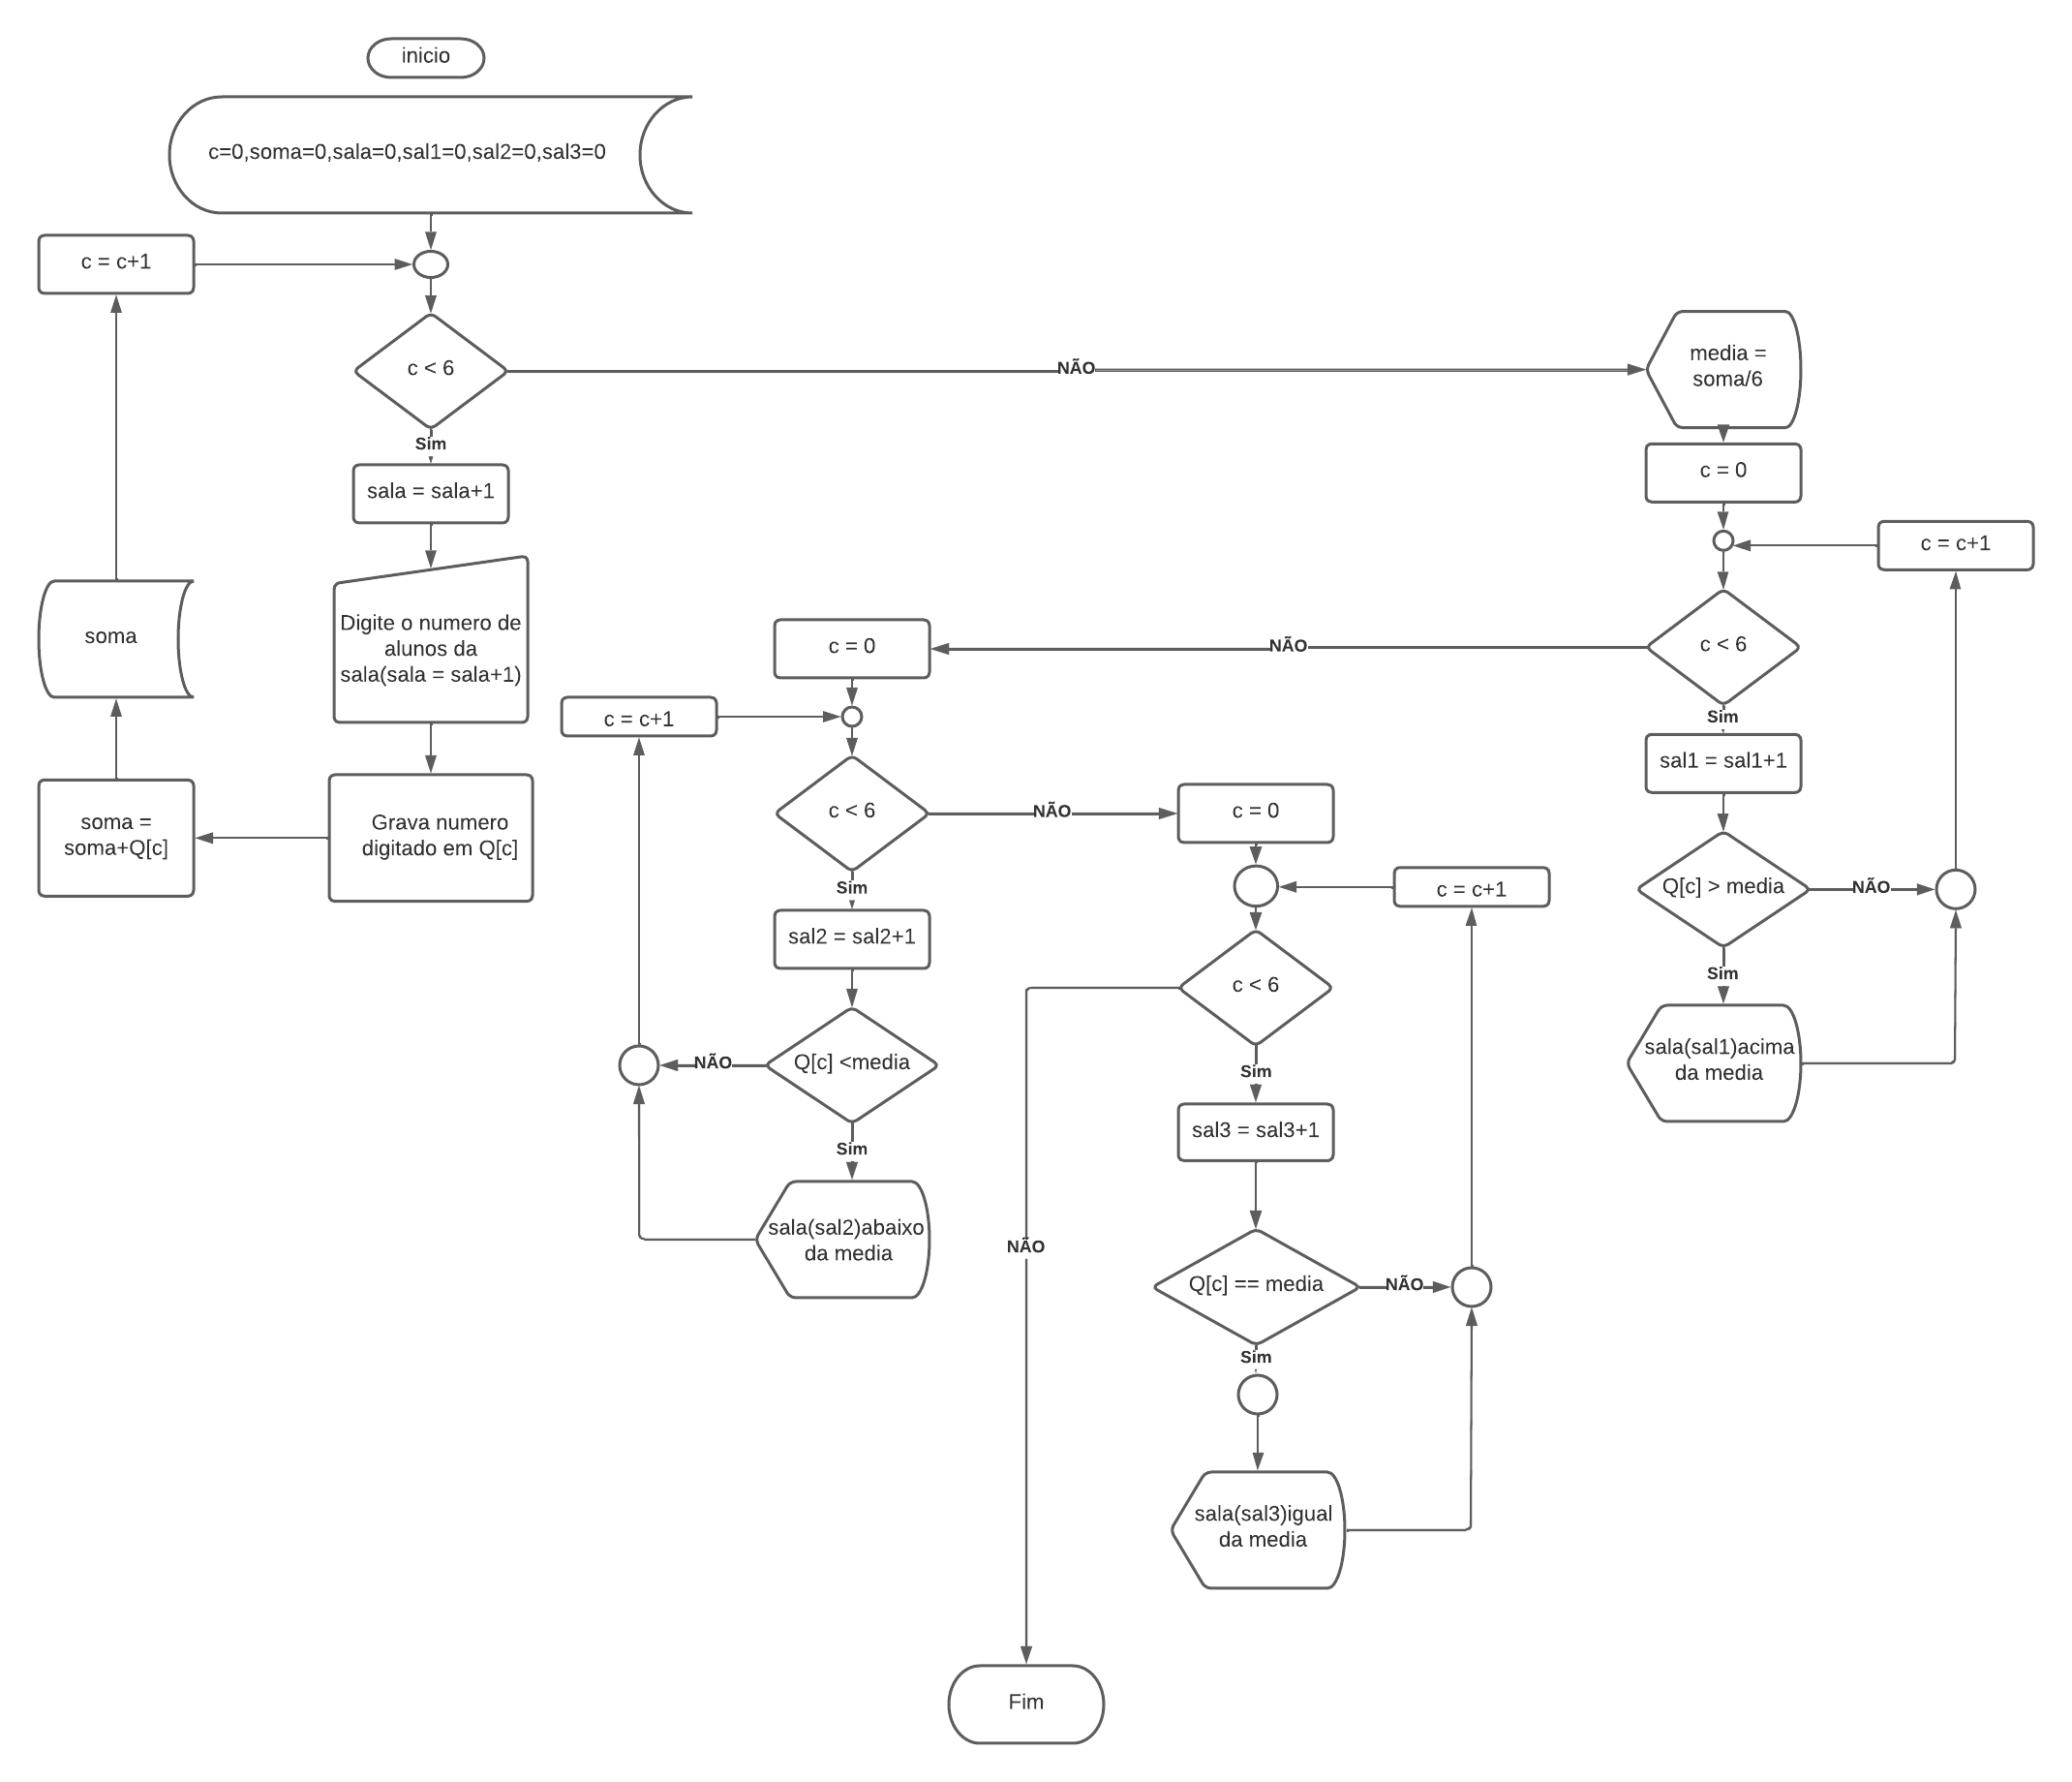 inicio
c=0,soma=0,sala=0,sal1=0,sal2=0,sal3=0
c = c+1
c < 6
NÃO
media =
soma/6
Sim
sala = sala+1
Digite o numero de
alunos da
sala(sala = sala+1)
Grava numero
digitado em Q[c]
soma =
soma+Q[c]
soma
c = 0
c = c+1
c < 6
NÃO
Sim
sal1 = sal1+1
Q[c] > media
NÃO
Sim
sala(sal1)acima
da media
c = 0
c = c+1
c < 6
NÃO
Sim
sal2 = sal2+1
Q[c] <media
NÃO
Sim
sala(sal2)abaixo
da media
c = 0
c = c+1
c < 6
NÃO
Sim
sal3 = sal3+1
Q[c] == media
NÃO
Sim
sala(sal3)igual
da media
Fim